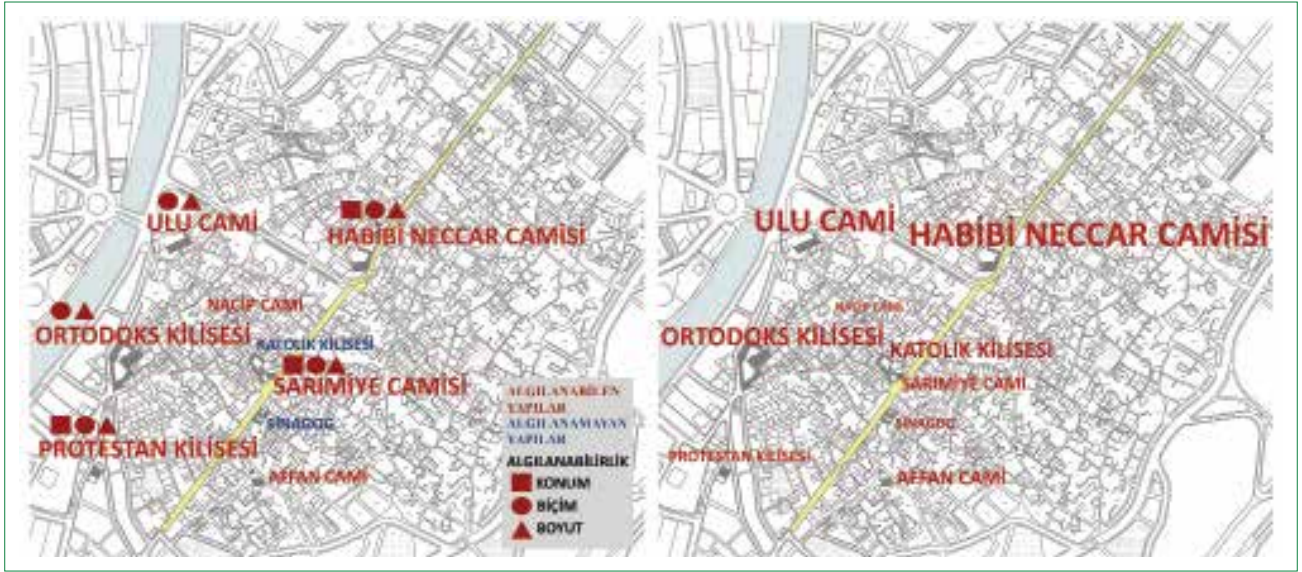 ULU CAMİ
HABİBİ NECCAR CAMİSİ
NACİP CAMİ
ORTODOKS KİLİSESİ
KATOLİK KİLİSESİ
SARIMİYE CAMİSİ
SİNAGOG
PROTESTAN KİLİSESİ
AFFAN CAMİ
ALGILANABİLEN
YAPILAR
ALGILANAMAYAN
YAPILAR
ALGILANABİLİRLİK
KONUM
BİÇİM
BOYUT
ULU CAMİ
HABİBİ NECCAR CAMİSİ
NACİP CAMİ
ORTODOKS KİLİSESİ
KATOLİK KİLİSESİ
SARIMİYE CAMİ
SİNAGOG
PROTESTAN KİLİSESİ
AFFAN CAMİ